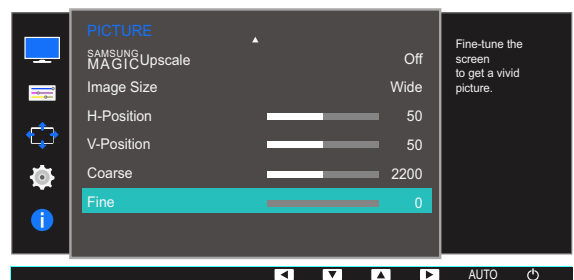 PICTURE
SAMSUNG
MAGIC Upscale Off
Image Size Wide
H-Position 50
V-Position 50
Coarse 2200
Fine 0
Fine-tune the
screen
to get a vivid
picture.
AUTO